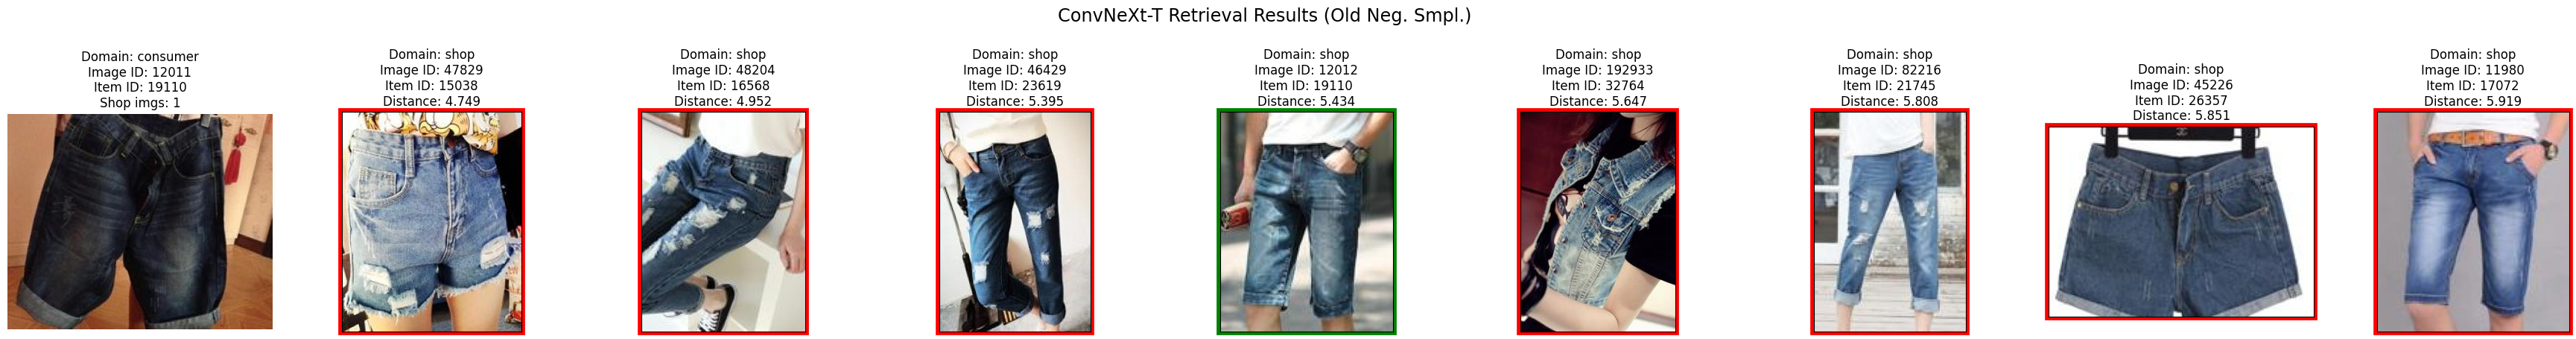 ConvNeXt-T Retrieval Results (Old Neg. Smpl.)
Domain: consumer
Image ID: 12011
Item ID: 19110
Shop imgs: 1
Domain: shop
Image ID: 47829
Item ID: 15038
Distance: 4.749
Domain: shop
Image ID: 48204
Item ID: 16568
Distance: 4.952
Domain: shop
Image ID: 46429
Item ID: 23619
Distance: 5.395
Domain: shop
Image ID: 12012
Item ID: 19110
Distance: 5.434
Domain: shop
Image ID: 192933
Item ID: 32764
Distance: 5.647
Domain: shop
Image ID: 82216
Item ID: 21745
Distance: 5.808
Domain: shop
Image ID: 45226
Item ID: 26357
Distance: 5.851
Domain: shop
Image ID: 11980
Item ID: 17072
Distance: 5.919